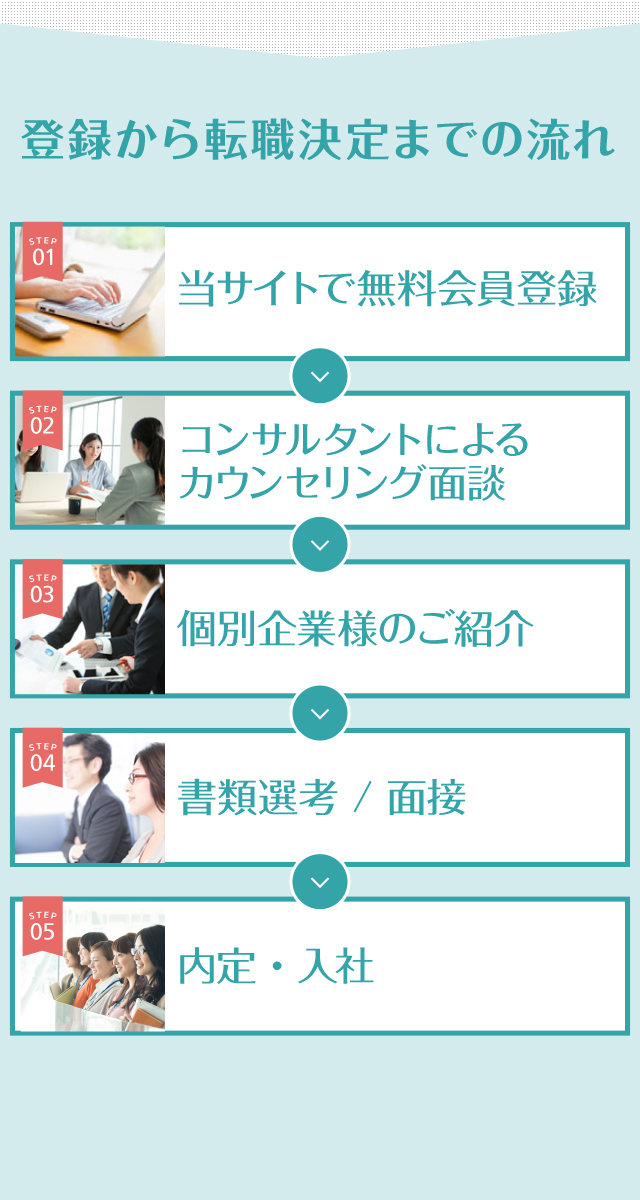 登録から転職決定までの流れ
STEP
01
当サイトで無料会員登録
STEP
02
コンサルタントによる
カウンセリング面談
STEP
03
個別企業様のご紹介
STEP
04
書類選考 / 面接
STEP
05
内定・入社